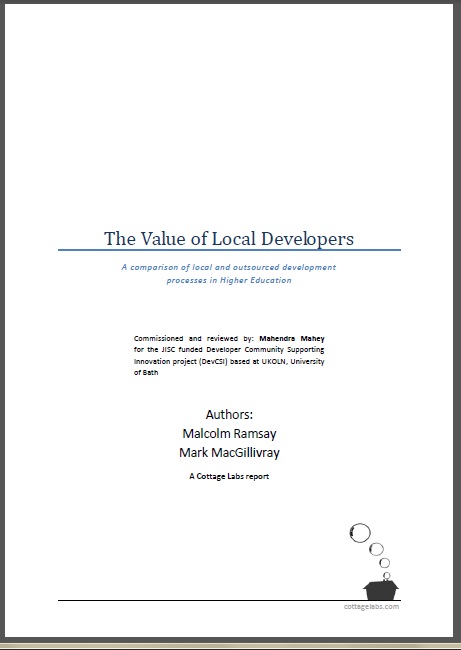 The Value of Local Developers
A comparison of local and outsourced development
processes in Higher Education
Commissioned and reviewed by: Mahendra Mahey
for the JISC funded Developer Community Supporting
Innovation project (DevCSI) based at UKOLN, University
of Bath
Authors:
Malcolm Ramsay
Mark MacGillivray
A Cottage Labs report
cottagelabs.com